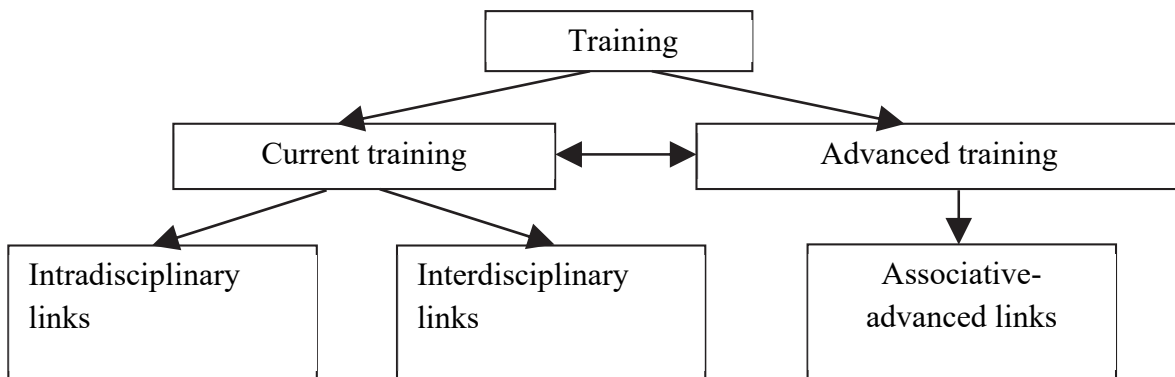 Training
Current training
Advanced training
Intradisciplinary
links
Interdisciplinary
links
Associative-
advanced links